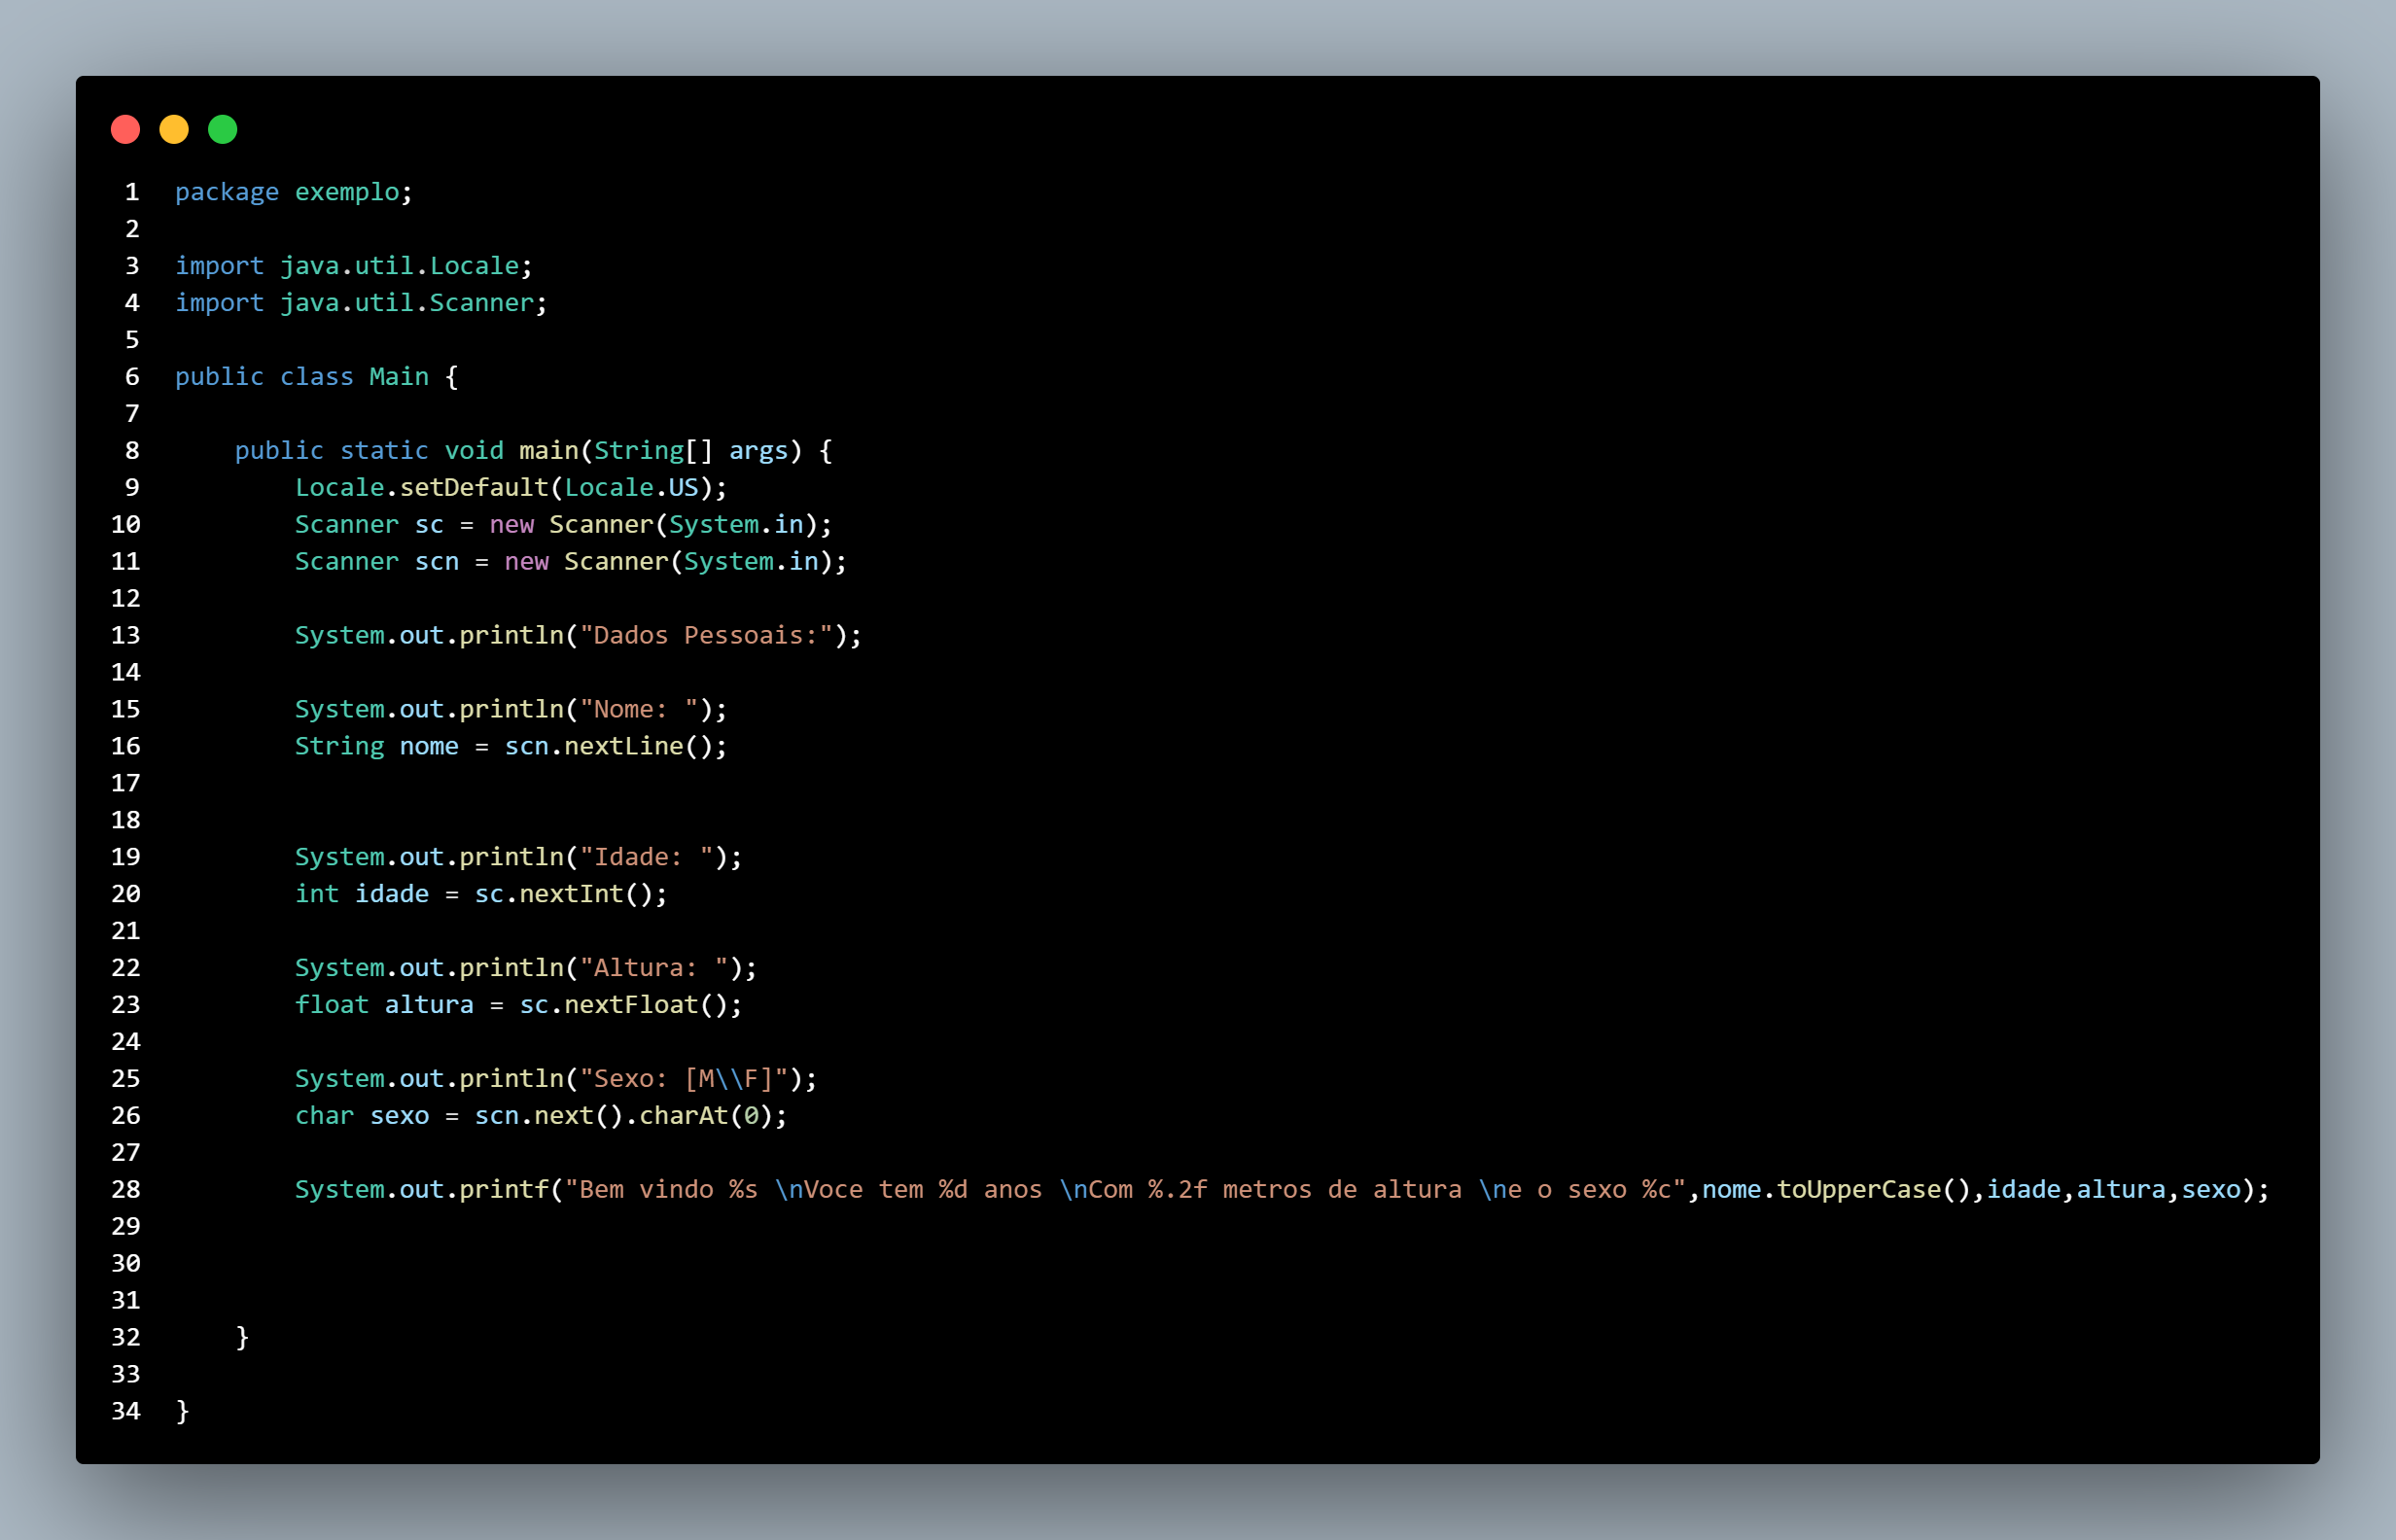 1 package exemplo;
2
3 import java.util.Locale;
4 import java.util.Scanner;
5
6 public class Main {
7
8     public static void main(String[] args) {
9         Locale.setDefault(Locale.US);
10         Scanner sc = new Scanner(System.in);
11         Scanner scn = new Scanner(System.in);
12
13         System.out.println("Dados Pessoais:");
14
15         System.out.println("Nome: ");
16         String nome = scn.nextLine();
17
18
19         System.out.println("Idade: ");
20         int idade = sc.nextInt();
21
22         System.out.println("Altura: ");
23         float altura = sc.nextFloat();
24
25         System.out.println("Sexo: [M\\F]");
26         char sexo = scn.next().charAt(0);
27
28         System.out.printf("Bem vindo %s \nVoce tem %d anos \nCom %.2f metros de altura \ne o sexo %c",nome.toUpperCase(),idade,altura,sexo);
29
30
31
32     }
33
34 }